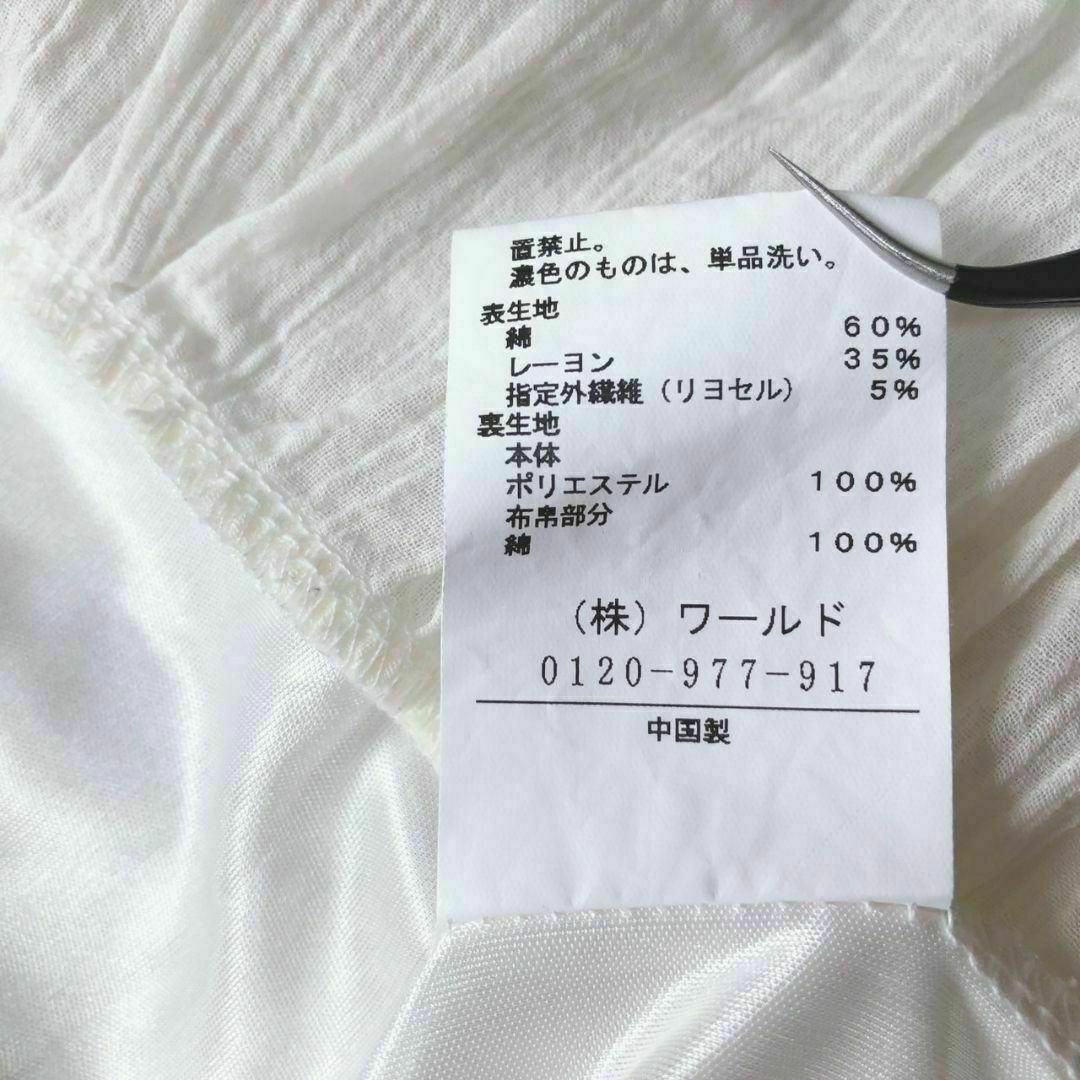 置禁止。
濃色のものは、単品洗い。
表生地
綿 60%
レーヨン 35%
指定外繊維（リヨセル） 5%
裏生地
本体
ポリエステル 100%
布帛部分
綿 100%
（株）ワールド
0120-977-917
中国製